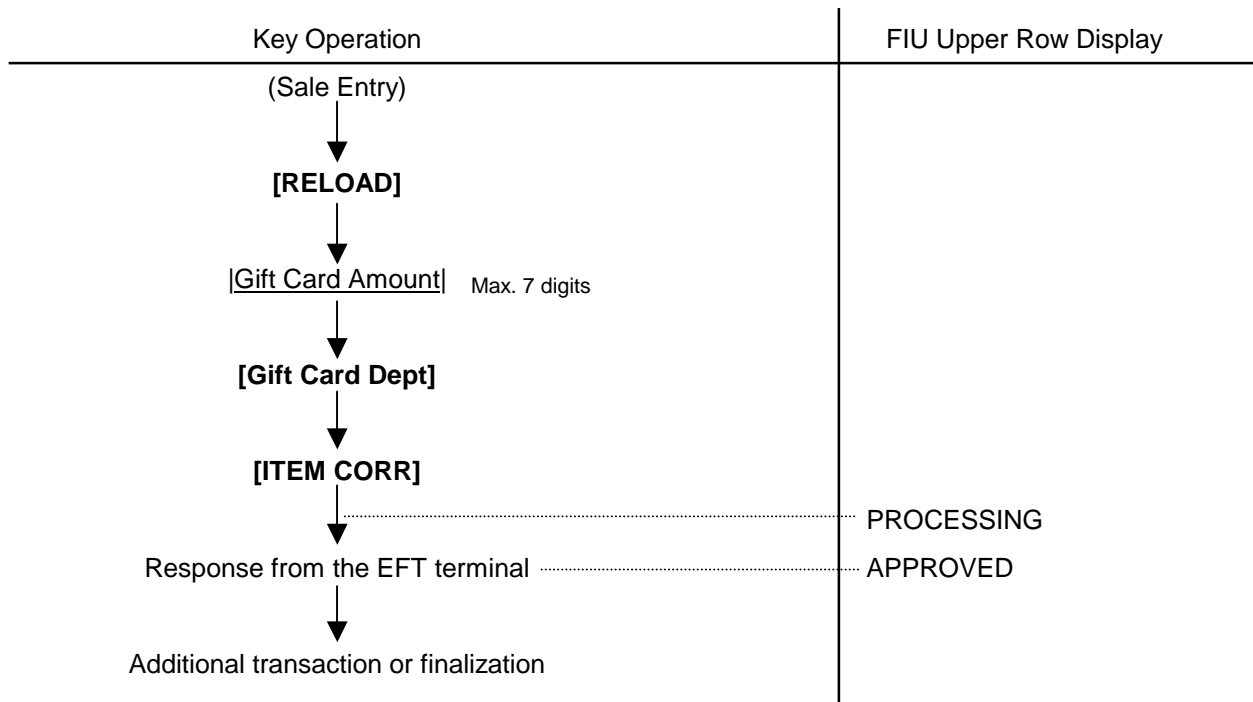 Key Operation
FIU Upper Row Display
(Sale Entry)
[RELOAD]
|Gift Card Amount| Max. 7 digits
[Gift Card Dept]
[ITEM CORR]
PROCESSING
Response from the EFT terminal
APPROVED
Additional transaction or finalization